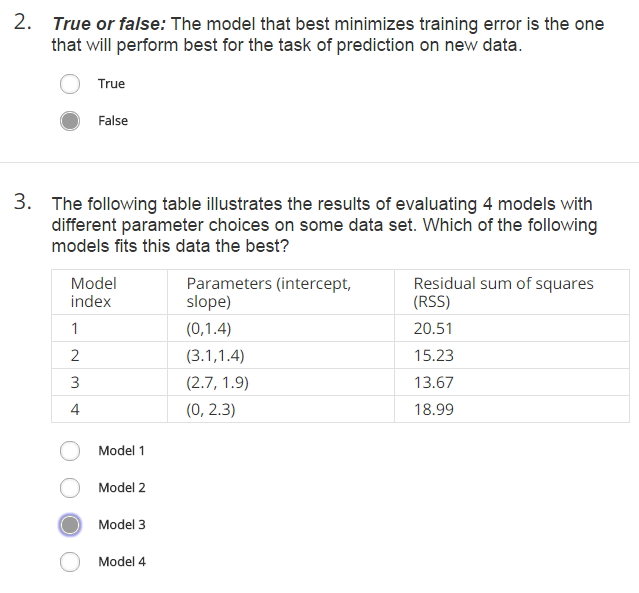 2. True or false: The model that best minimizes training error is the one
that will perform best for the task of prediction on new data.
True
False
3. The following table illustrates the results of evaluating 4 models with
different parameter choices on some data set. Which of the following
models fits this data the best?
Model index Parameters (intercept, slope) Residual sum of squares (RSS)
1 (0,1.4) 20.51
2 (3.1,1.4) 15.23
3 (2.7, 1.9) 13.67
4 (0, 2.3) 18.99
Model 1
Model 2
Model 3
Model 4